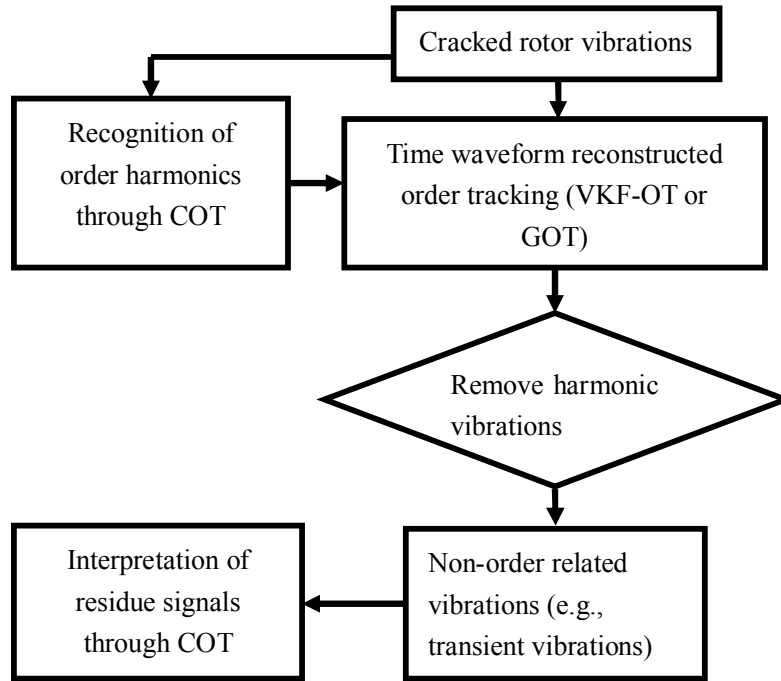 Cracked rotor vibrations
Recognition of
order harmonics
through COT
Time waveform reconstructed
order tracking (VKF-OT or
GOT)
Remove harmonic
vibrations
Non-order related
vibrations (e.g.,
transient vibrations)
Interpretation of
residue signals
through COT